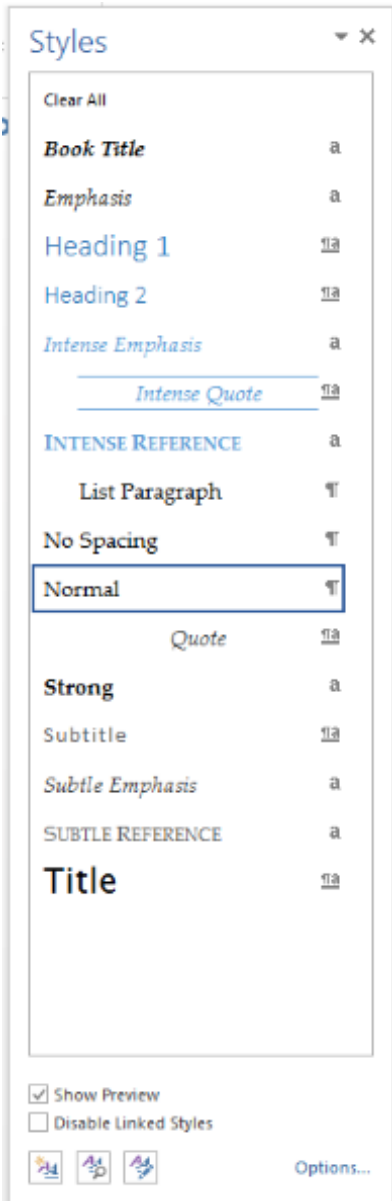 Styles
Clear All
Book Title a
Emphasis a
Heading 1 ¶a
Heading 2 ¶a
Intense Emphasis a
Intense Quote ¶a
INTENSE REFERENCE a
List Paragraph ¶
No Spacing ¶
Normal ¶
Quote ¶a
Strong a
Subtitle ¶a
Subtle Emphasis a
SUBTLE REFERENCE a
Title ¶a
Show Preview
Disable Linked Styles
Options...